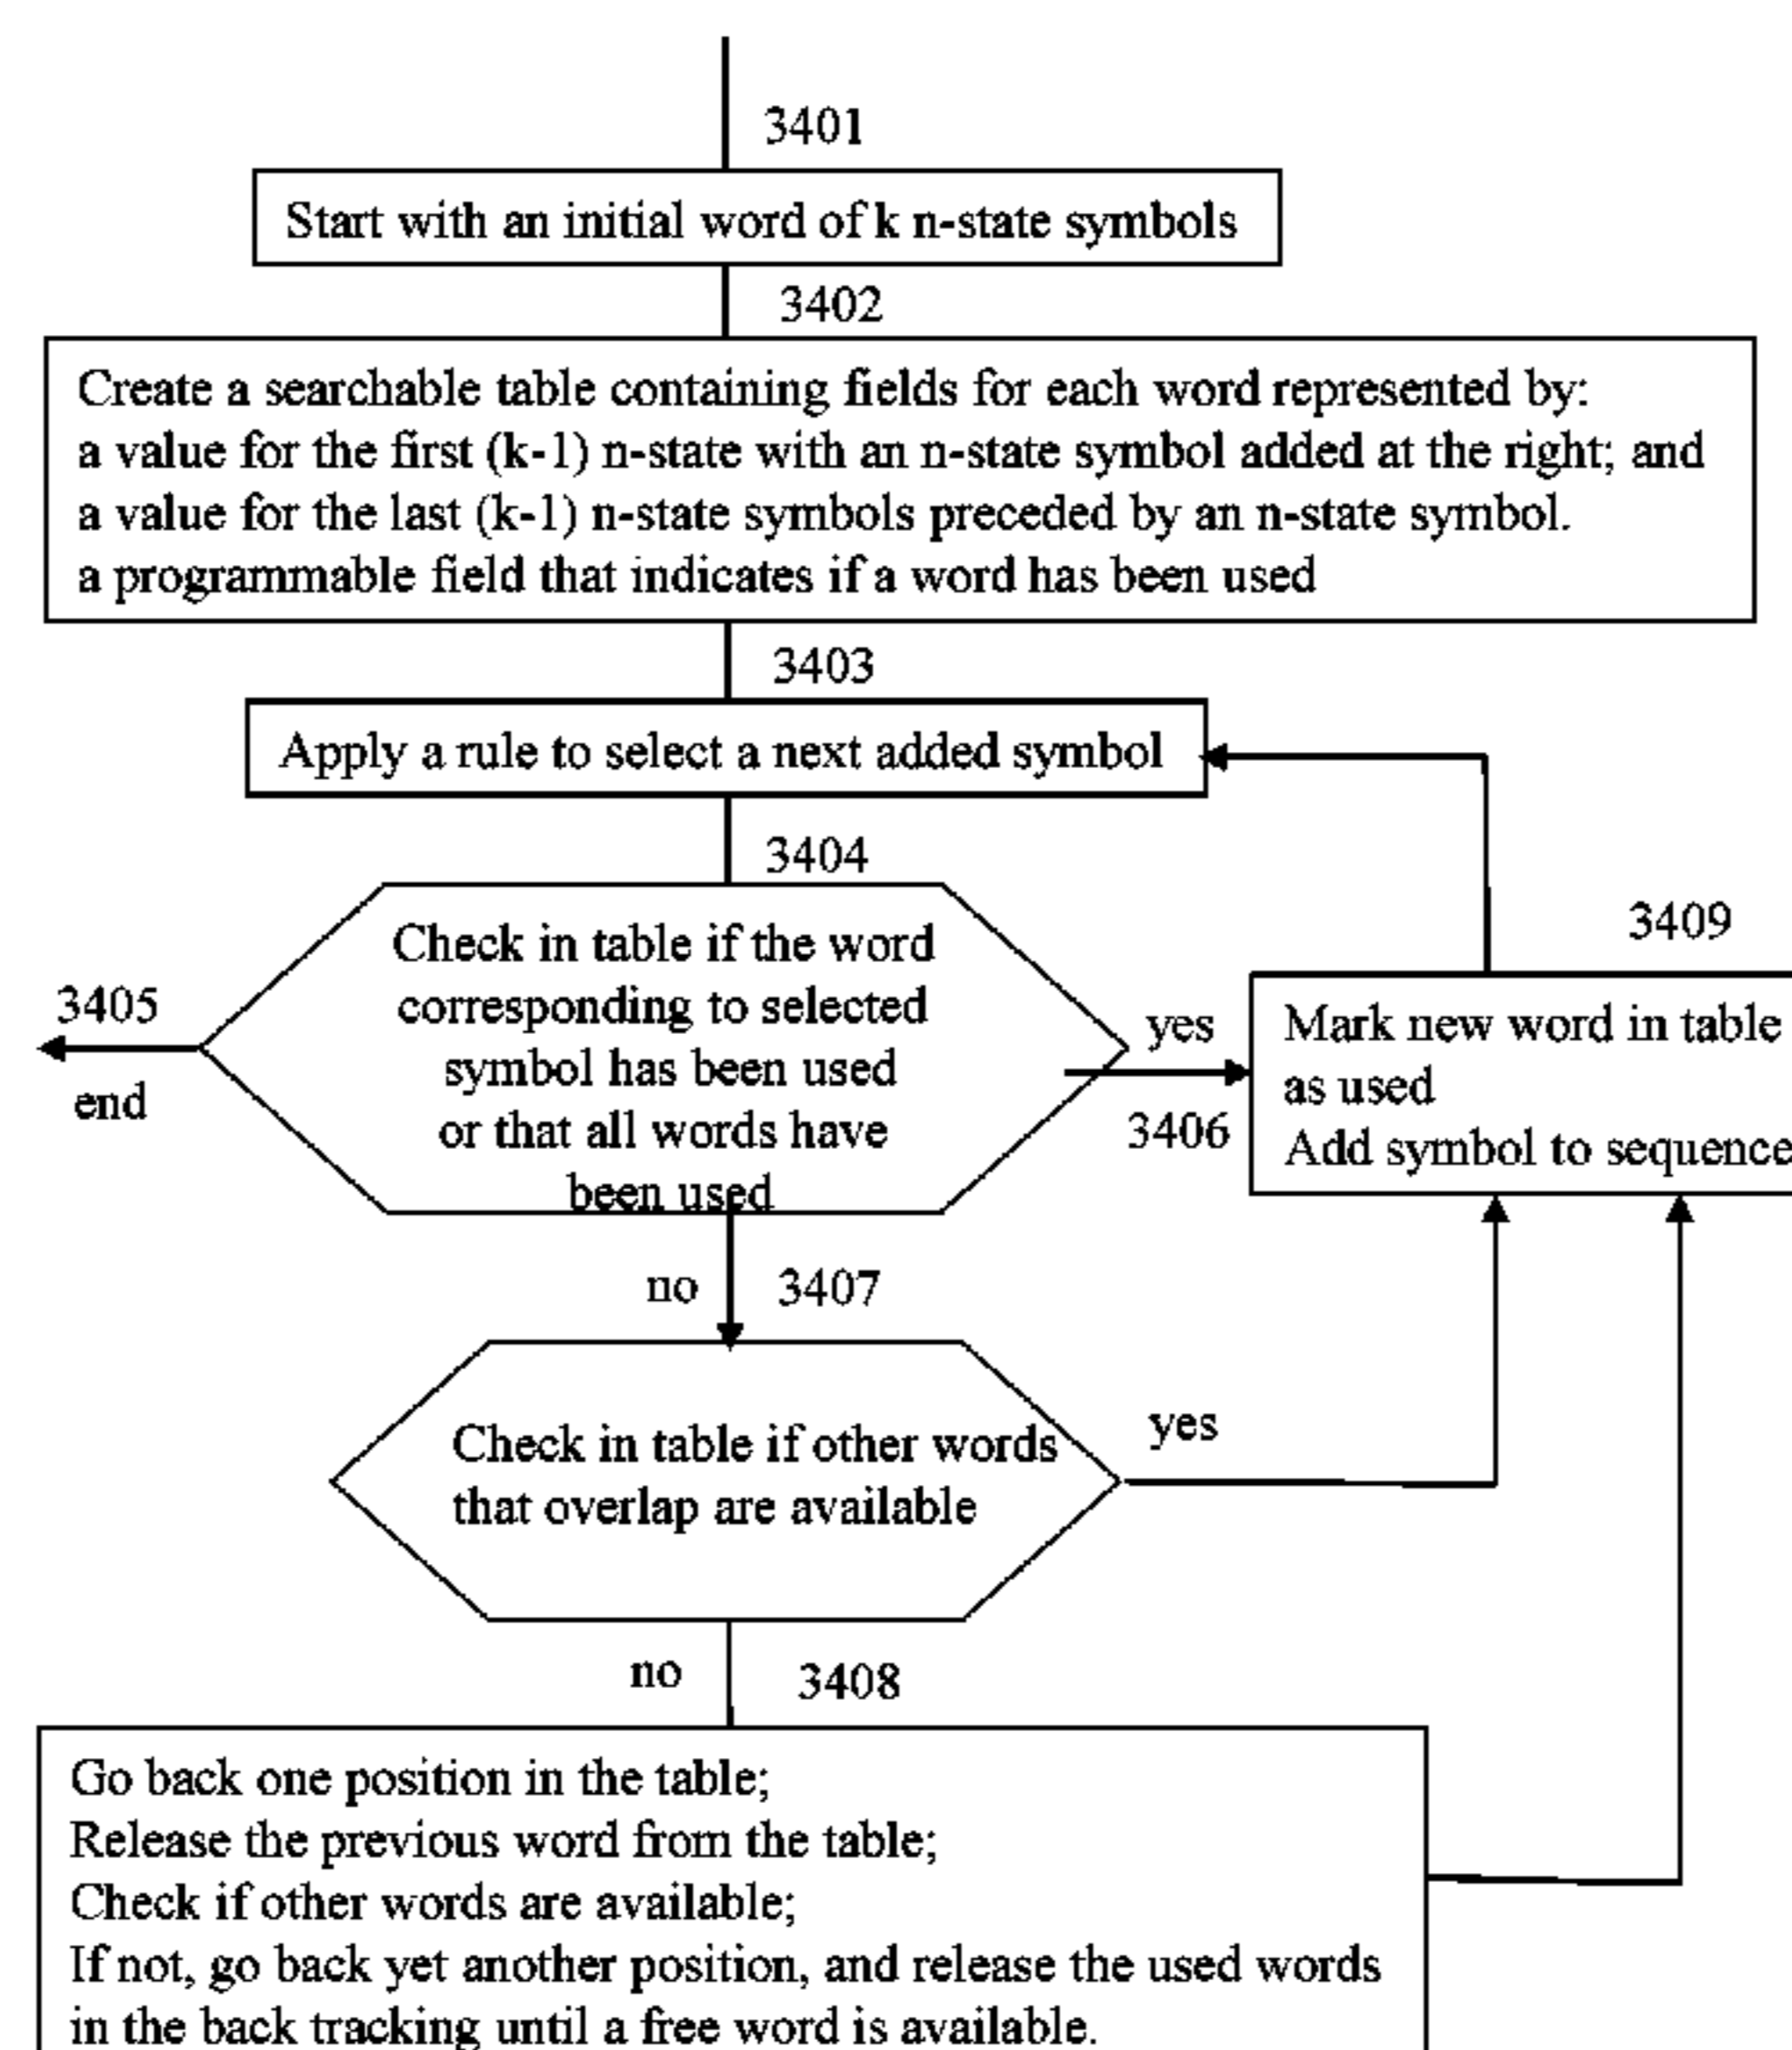 3401
Start with an initial word of k n-state symbols
3402
Create a searchable table containing fields for each word represented by:
a value for the first (k-1) n-state with an n-state symbol added at the right; and
a value for the last (k-1) n-state symbols preceded by an n-state symbol.
a programmable field that indicates if a word has been used
3403
Apply a rule to select a next added symbol
3404
Check in table if the word
corresponding to selected
symbol has been used
or that all words have
been used
3405
end
yes
3406
3409
Mark new word in table
as used
Add symbol to sequence
no
3407
Check in table if other words
that overlap are available
yes
no
3408
Go back one position in the table;
Release the previous word from the table;
Check if other words are available;
If not, go back yet another position, and release the used words
in the back tracking until a free word is available.